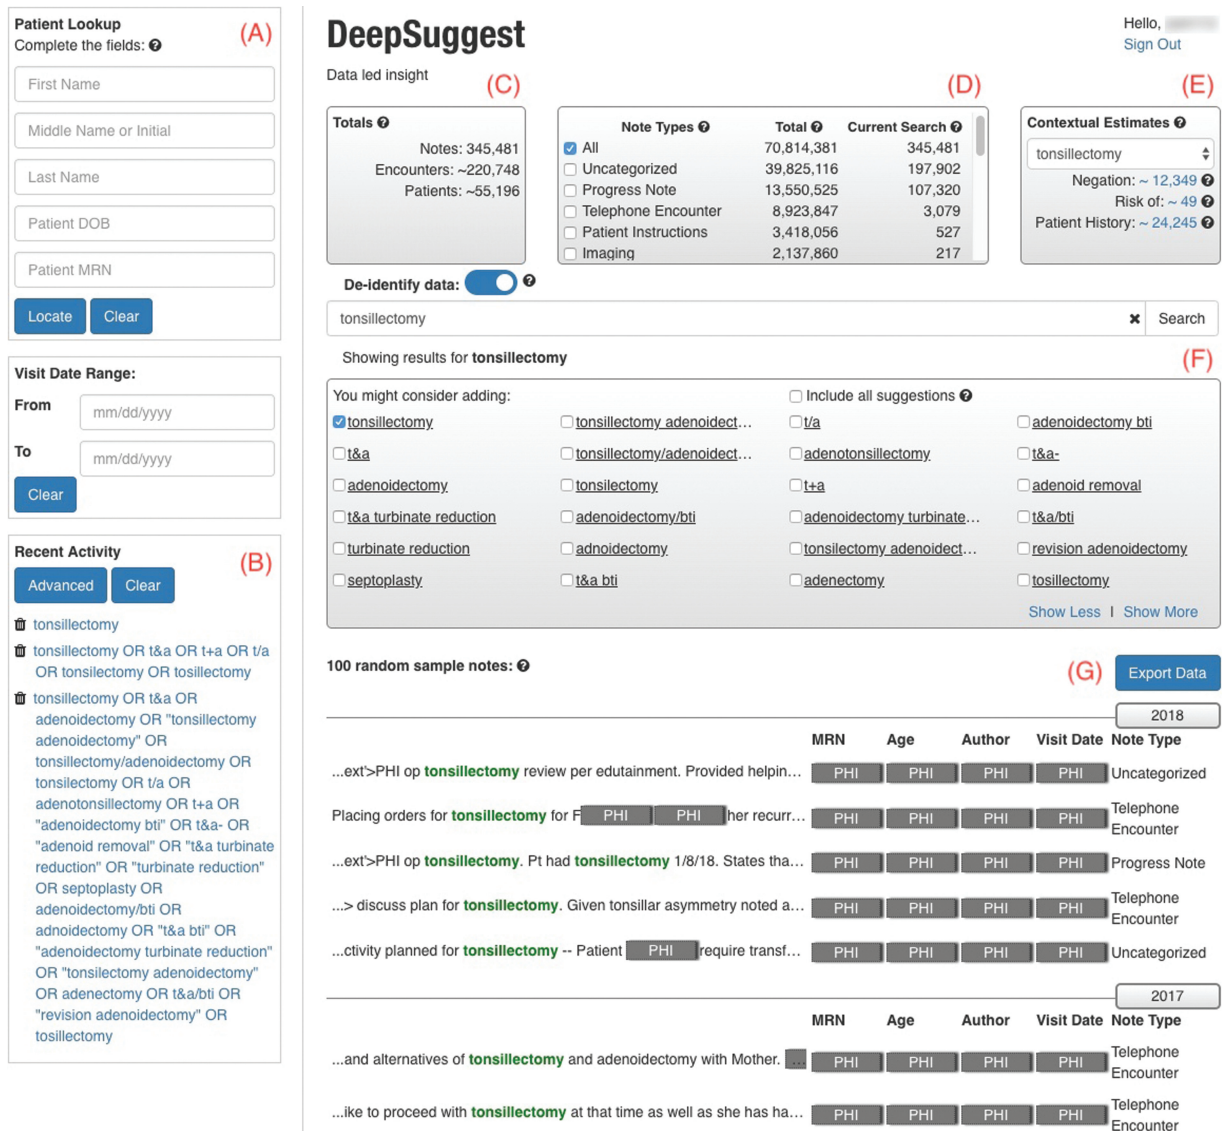 Patient Lookup
(A)
Complete the fields: ?
First Name
Middle Name or Initial
Last Name
Patient DOB
Patient MRN
Locate
Clear
Visit Date Range:
From
mm/dd/yyyy
To
mm/dd/yyyy
Clear
Recent Activity
(B)
Advanced
Clear
tonsillectomy
tonsillectomy OR t&a OR t+a OR t/a
OR tonsilectomy OR tosillectomy
tonsillectomy OR t&a OR
adenoidectomy OR "tonsillectomy
adenoidectomy" OR
tonsillectomy/adenoidectomy OR
tonsilectomy OR t/a OR
adenotonsillectomy OR t+a OR
"adenoidectomy bti" OR t&a- OR
"adenoid removal" OR "t&a turbinate
reduction" OR "turbinate reduction"
OR septoplasty OR
adenoidectomy/bti OR
adnoidectomy OR "t&a bti" OR
"adenoidectomy turbinate reduction"
OR "tonsilectomy adenoidectomy"
OR adenectomy OR t&a/bti OR
"revision adenoidectomy" OR
tosillectomy
DeepSuggest
Hello,
Sign Out
Data led insight
(C)
(D)
(E)
Totals ?
Notes: 345,481
Encounters: ~220,748
Patients: ~55,196
Note Types ? Total ? Current Search ?
All 70,814,381 345,481
Uncategorized 39,825,116 197,902
Progress Note 13,550,525 107,320
Telephone Encounter 8,923,847 3,079
Patient Instructions 3,418,056 527
Imaging 2,137,860 217
Contextual Estimates ?
tonsillectomy
Negation: ~ 12,349 ?
Risk of: ~ 49 ?
Patient History: ~ 24,245 ?
De-identify data: ?
tonsillectomy
Search
Showing results for tonsillectomy
(F)
You might consider adding: Include all suggestions ?
tonsillectomy tonsillectomy adenoidect... t/a adenoidectomy bti
t&a tonsillectomy/adenoidect... adenotonsillectomy t&a-
adenoidectomy tonsilectomy t+a adenoid removal
t&a turbinate reduction adenoidectomy/bti adenoidectomy turbinate... t&a/bti
turbinate reduction adnoidectomy tonsilectomy adenoidect... revision adenoidectomy
septoplasty t&a bti adenectomy tosillectomy
Show Less | Show More
100 random sample notes: ?
(G)
Export Data
2018
MRN Age Author Visit Date Note Type
...ext'>PHI op tonsillectomy review per edutainment. Provided helpin... PHI PHI PHI PHI Uncategorized
Placing orders for tonsillectomy for F PHI PHI her recurr... PHI PHI PHI PHI Telephone
Encounter
...ext'>PHI op tonsillectomy. Pt had tonsillectomy 1/8/18. States tha... PHI PHI PHI PHI Progress Note
...> discuss plan for tonsillectomy. Given tonsillar asymmetry noted a... PHI PHI PHI PHI Telephone
Encounter
...ctivity planned for tonsillectomy -- Patient PHI require transf... PHI PHI PHI PHI Uncategorized
2017
MRN Age Author Visit Date Note Type
...and alternatives of tonsillectomy and adenoidectomy with Mother. ... PHI PHI PHI PHI Telephone
Encounter
...ike to proceed with tonsillectomy at that time as well as she has ha... PHI PHI PHI PHI Telephone
Encounter